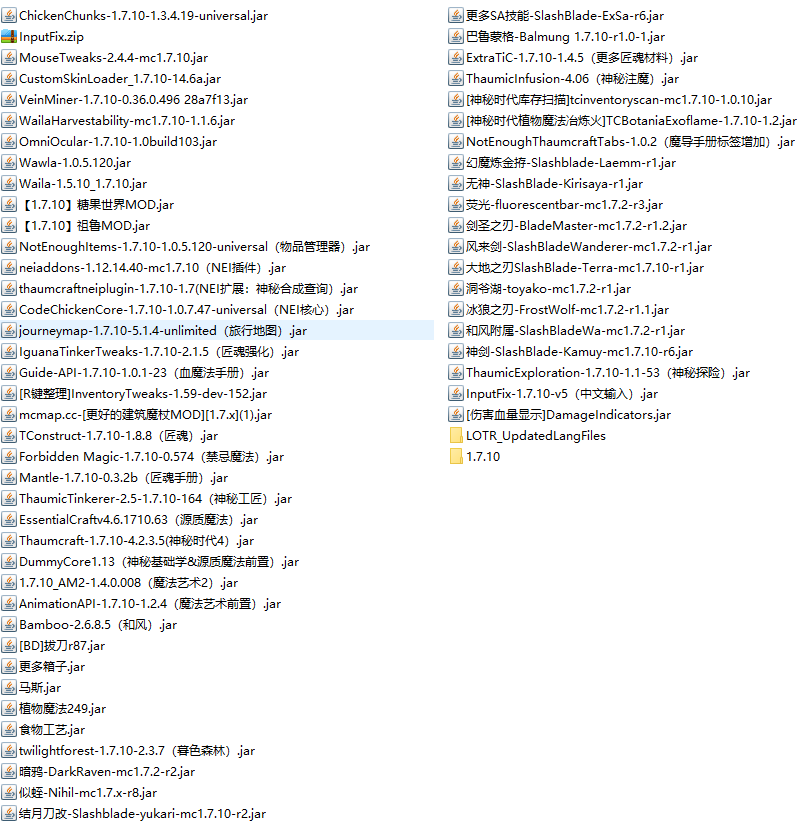 ChickenChunks-1.7.10-1.3.4.19-universal.jar
InputFix.zip
MouseTweaks-2.4.4-mc1.7.10.jar
CustomSkinLoader_1.7.10-14.6a.jar
VeinMiner-1.7.10-0.36.0.496 28a7f13.jar
WailaHarvestability-mc1.7.10-1.1.6.jar
OmniOcular-1.7.10-1.0build103.jar
Wawla-1.0.5.120.jar
Waila-1.5.10_1.7.10.jar
【1.7.10】糖果世界MOD.jar
【1.7.10】祖鲁MOD.jar
NotEnoughItems-1.7.10-1.0.5.120-universal（物品管理器）.jar
neiaddons-1.12.14.40-mc1.7.10（NEI插件）.jar
thaumcraftneiplugin-1.7.10-1.7(NEI扩展：神秘合成查询）.jar
CodeChickenCore-1.7.10-1.0.7.47-universal（NEI核心）.jar
journeymap-1.7.10-5.1.4-unlimited（旅行地图）.jar
IguanaTinkerTweaks-1.7.10-2.1.5（匠魂强化）.jar
Guide-API-1.7.10-1.0.1-23（血魔法手册）.jar
[R键整理]InventoryTweaks-1.59-dev-152.jar
mcmap.cc-[更好的建筑魔杖MOD][1.7.x](1).jar
TConstruct-1.7.10-1.8.8（匠魂）.jar
Forbidden Magic-1.7.10-0.574（禁忌魔法）.jar
Mantle-1.7.10-0.3.2b（匠魂手册）.jar
ThaumicTinkerer-2.5-1.7.10-164（神秘工匠）.jar
EssentialCraftv4.6.1710.63（源质魔法）.jar
Thaumcraft-1.7.10-4.2.3.5(神秘时代4）.jar
DummyCore1.13（神秘基础学&源质魔法前置）.jar
1.7.10_AM2-1.4.0.008（魔法艺术2）.jar
AnimationAPI-1.7.10-1.2.4（魔法艺术前置）.jar
Bamboo-2.6.8.5（和风）.jar
[BD]拔刀r87.jar
更多箱子.jar
马斯.jar
植物魔法249.jar
食物工艺.jar
twilightforest-1.7.10-2.3.7（暮色森林）.jar
暗鸦-DarkRaven-mc1.7.2-r2.jar
似蛭-Nihil-mc1.7.x-r8.jar
结月刀改-Slashblade-yukari-mc1.7.10-r2.jar
更多SA技能-SlashBlade-ExSa-r6.jar
巴鲁蒙格-Balmung 1.7.10-r1.0-1.jar
ExtraTiC-1.7.10-1.4.5（更多匠魂材料）.jar
ThaumicInfusion-4.06（神秘注魔）.jar
[神秘时代库存扫描]tcinventoryscan-mc1.7.10-1.0.10.jar
[神秘时代植物魔法冶炼火]TCBotaniaExoflame-1.7.10-1.2.jar
NotEnoughThaumcraftTabs-1.0.2（魔导手册标签增加）.jar
幻魔炼金捋-Slashblade-Laemm-r1.jar
无神-SlashBlade-Kirisaya-r1.jar
荧光-fluorescentbar-mc1.7.2-r3.jar
剑圣之刃-BladeMaster-mc1.7.2-r1.2.jar
风来剑-SlashBladeWanderer-mc1.7.2-r1.jar
大地之刃SlashBlade-Terra-mc1.7.10-r1.jar
洞爷湖-toyako-mc1.7.2-r1.jar
冰狼之刃-FrostWolf-mc1.7.2-r1.1.jar
和风附属-SlashBladeWa-mc1.7.2-r1.jar
神剑-SlashBlade-Kamuy-mc1.7.10-r6.jar
ThaumicExploration-1.7.10-1.1-53（神秘探险）.jar
InputFix-1.7.10-v5（中文输入）.jar
[伤害血量显示]DamageIndicators.jar
LOTR_UpdatedLangFiles
1.7.10